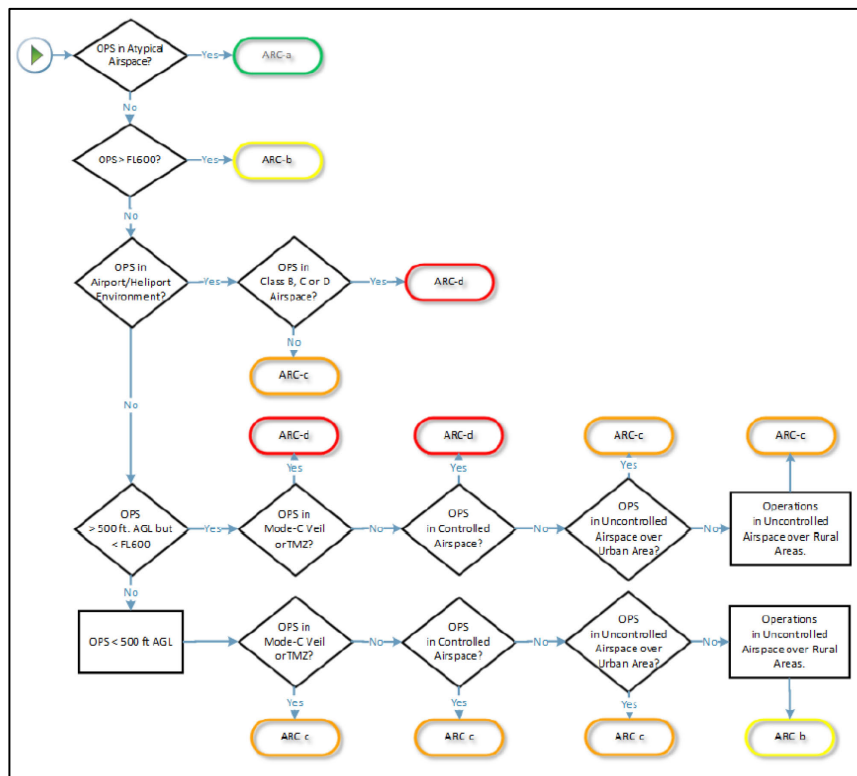 OPS in Atypical
Airspace?
Yes
ARC-a
No
OPS > FL600?
Yes
ARC-b
No
OPS in
Airport/Heliport
Environment?
Yes
OPS in
Class B, C or D
Airspace?
Yes
ARC-d
No
ARC-c
No
ARC-d
ARC-d
ARC-c
ARC-c
Yes
Yes
Yes
OPS
> 500 ft. AGL but
< FL600
Yes
OPS in
Mode-C Veil
or TMZ?
No
OPS
in Controlled
Airspace?
No
OPS
in Uncontrolled
Airspace over
Urban Area?
No
Operations
in Uncontrolled
Airspace over Rural
Areas.
No
OPS < 500 ft AGL
OPS in
Mode-C Veil
or TMZ?
No
OPS
in Controlled
Airspace?
No
OPS
in Uncontrolled
Airspace over
Urban Area?
No
Operations
in Uncontrolled
Airspace over Rural
Areas.
Yes
Yes
Yes
ARC-c
ARC-c
ARC-c
ARC-b